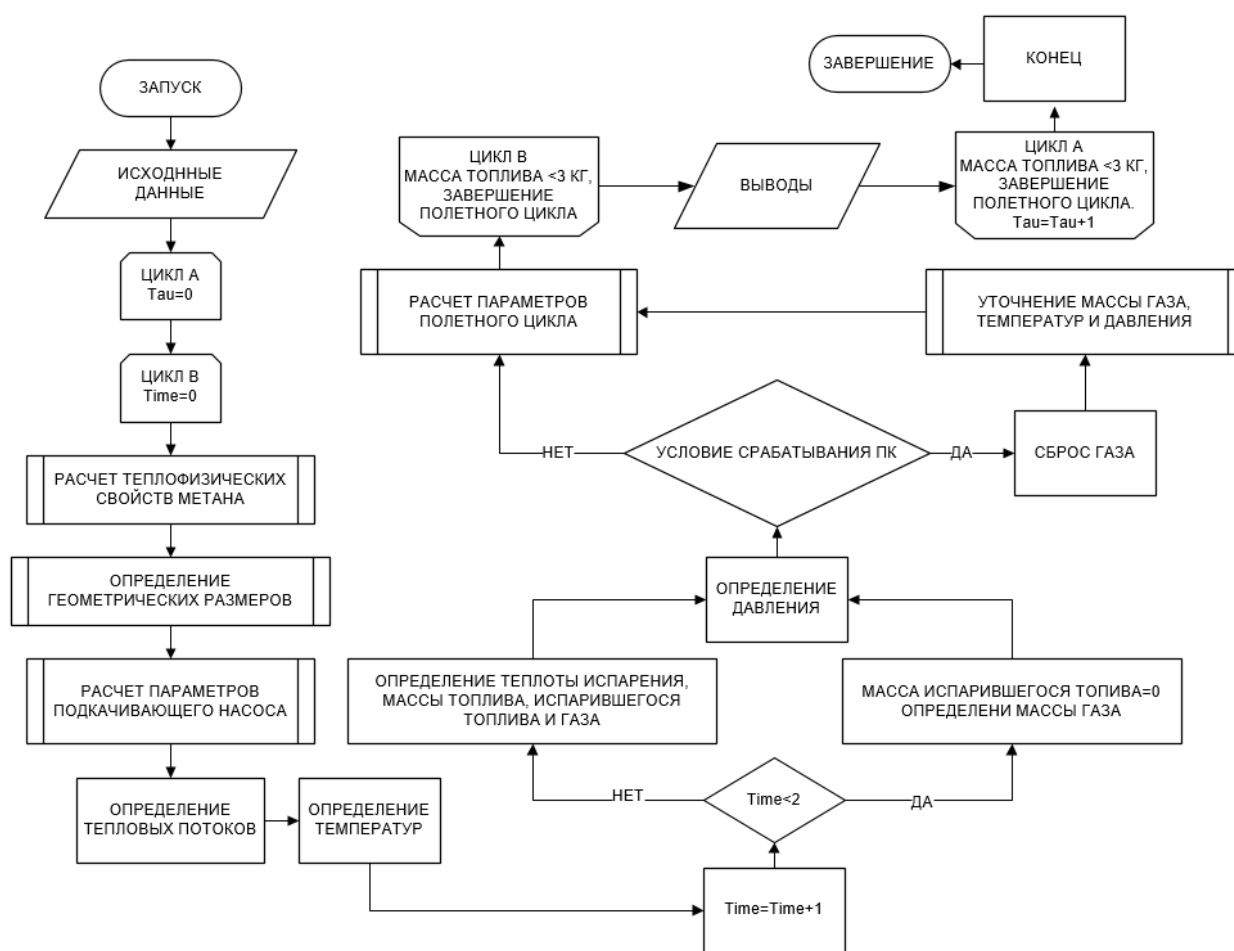 ЗАПУСК
ИСХОДННЫЕ
ДАННЫЕ
ЦИКЛ А
Tau=0
ЦИКЛ В
Time=0
РАСЧЕТ ТЕПЛОФИЗИЧЕСКИХ
СВОЙСТВ МЕТАНА
ОПРЕДЕЛЕНИЕ
ГЕОМЕТРИЧЕСКИХ РАЗМЕРОВ
РАСЧЕТ ПАРАМЕТРОВ
ПОДКАЧИВАЮЩЕГО НАСОСА
ОПРЕДЕЛЕНИЕ
ТЕПЛОВЫХ ПОТОКОВ
ОПРЕДЕЛЕНИЕ
ТЕМПЕРАТУР
Time=Time+1
Time<2
НЕТ
ДА
ОПРЕДЕЛЕНИЕ ТЕПЛОТЫ ИСПАРЕНИЯ,
МАССЫ ТОПЛИВА, ИСПАРИВШЕГОСЯ
ТОПЛИВА И ГАЗА
МАССА ИСПАРИВШЕГОСЯ ТОПИВА=0
ОПРЕДЕЛЕНИ МАССЫ ГАЗА
ОПРЕДЕЛЕНИЕ
ДАВЛЕНИЯ
УСЛОВИЕ СРАБАТЫВАНИЯ ПК
НЕТ
ДА
СБРОС ГАЗА
УТОЧНЕНИЕ МАССЫ ГАЗА,
ТЕМПЕРАТУР И ДАВЛЕНИЯ
РАСЧЕТ ПАРАМЕТРОВ
ПОЛЕТНОГО ЦИКЛА
ЦИКЛ В
МАССА ТОПЛИВА <3 КГ,
ЗАВЕРШЕНИЕ
ПОЛЕТНОГО ЦИКЛА
ВЫВОДЫ
ЦИКЛ А
МАССА ТОПЛИВА <3 КГ,
ЗАВЕРШЕНИЕ
ПОЛЕТНОГО ЦИКЛА.
Tau=Tau+1
КОНЕЦ
ЗАВЕРШЕНИЕ